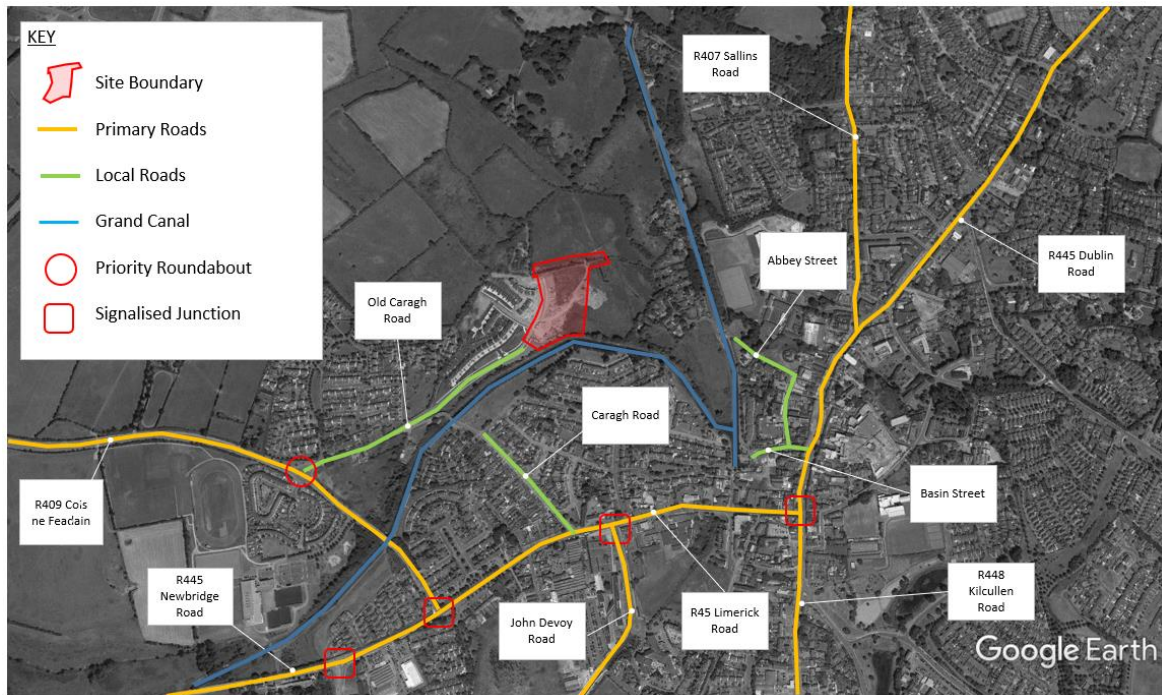 KEY
Site Boundary
Primary Roads
Local Roads
Grand Canal
Priority Roundabout
Signalised Junction
R407 Sallins
Road
R445 Dublin
Road
Abbey Street
Old Caragh
Road
Caragh Road
Basin Street
R409 Cois
ne Feadain
R445
Newbridge
Road
John Devoy
Road
R45 Limerick
Road
R448
Kilcullen
Road
Google Earth